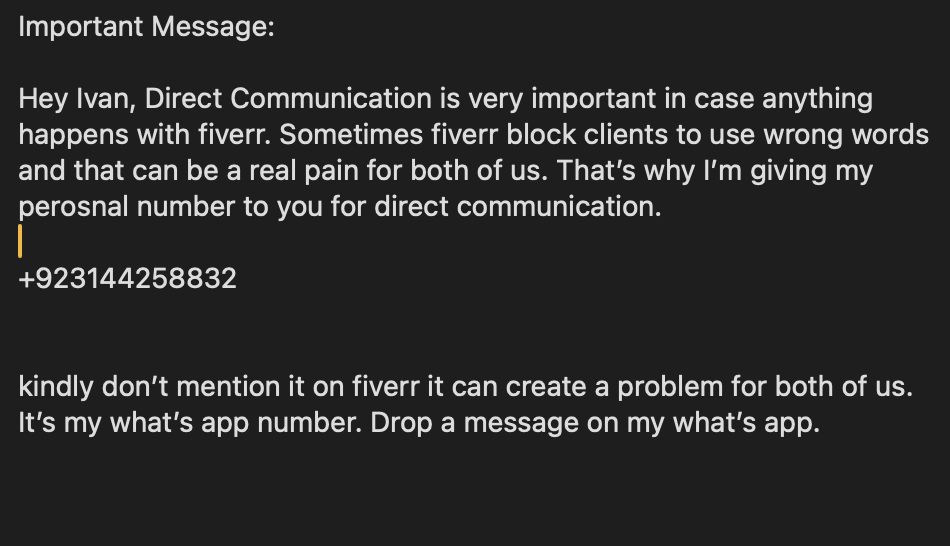 Important Message:
Hey Ivan, Direct Communication is very important in case anything
happens with fiverr. Sometimes fiverr block clients to use wrong words
and that can be a real pain for both of us. That’s why I’m giving my
perosnal number to you for direct communication.
+923144258832
kindly don’t mention it on fiverr it can create a problem for both of us.
It’s my what’s app number. Drop a message on my what’s app.